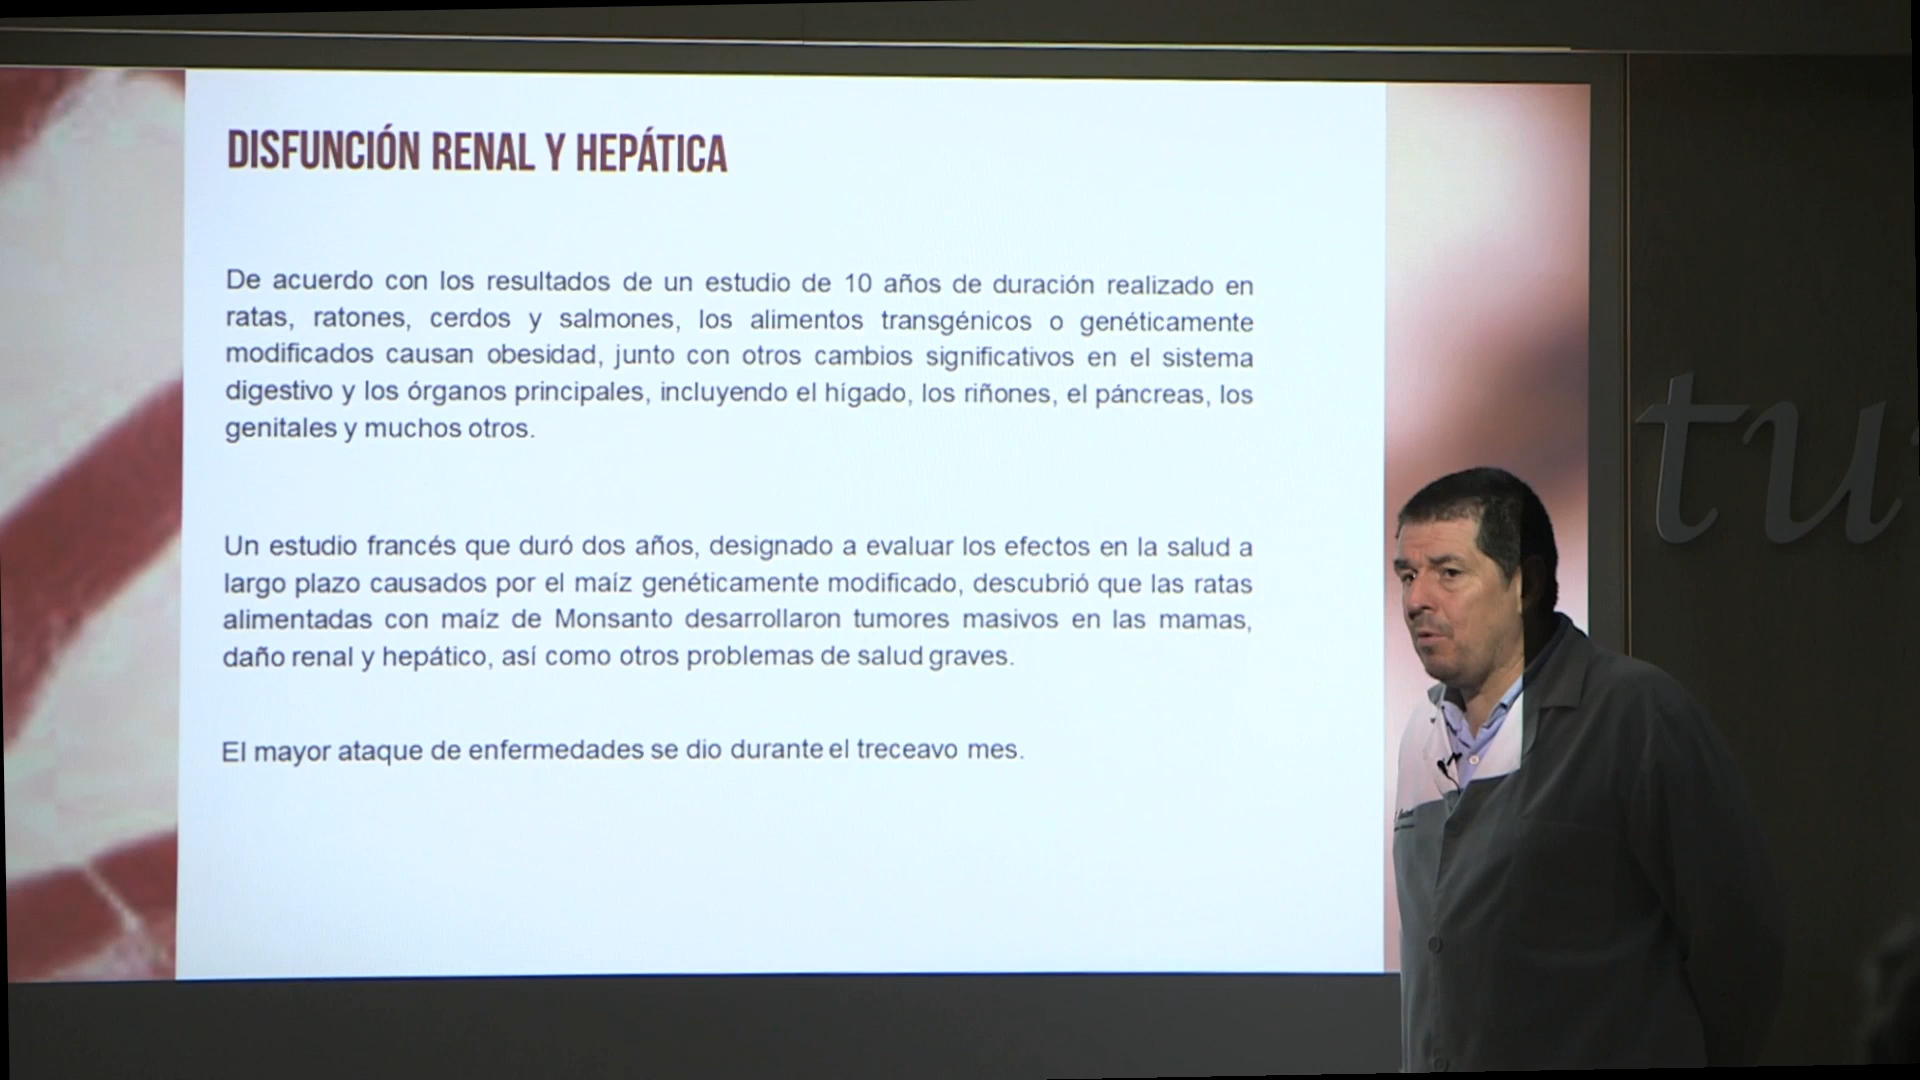 DISFUNCIÓN RENAL Y HEPÁTICA
De acuerdo con los resultados de un estudio de 10 años de duración realizado en
ratas, ratones, cerdos y salmones, los alimentos transgénicos o genéticamente
modificados causan obesidad, junto con otros cambios significativos en el sistema
digestivo y los órganos principales, incluyendo el hígado, los riñones, el páncreas, los
genitales y muchos otros.
Un estudio francés que duró dos años, designado a evaluar los efectos en la salud a
largo plazo causados por el maíz genéticamente modificado, descubrió que las ratas
alimentadas con maíz de Monsanto desarrollaron tumores masivos en las mamas,
daño renal y hepático, así como otros problemas de salud graves.
El mayor ataque de enfermedades se dio durante el treceavo mes.
tu